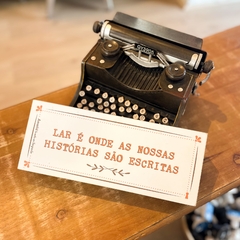 LAR É ONDE AS NOSSAS
HISTÓRIAS SÃO ESCRITAS